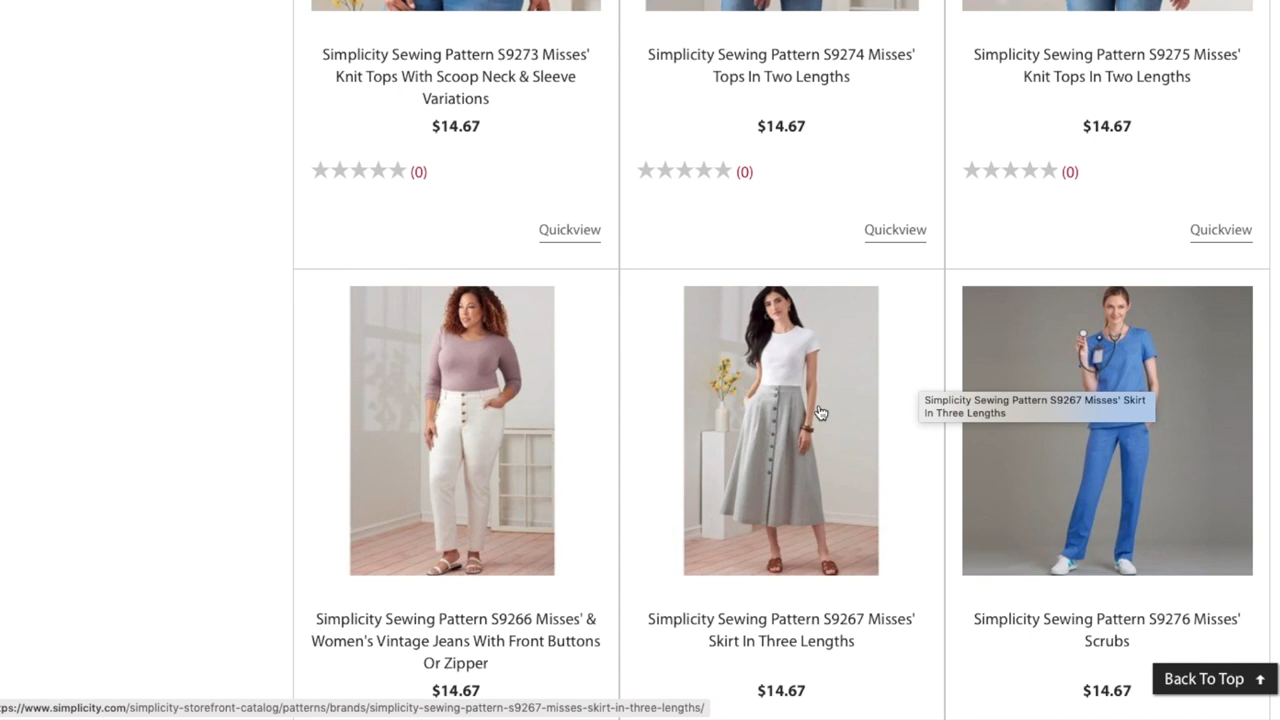 Simplicity Sewing Pattern S9273 Misses'
Knit Tops With Scoop Neck & Sleeve
Variations
$14.67
(0)
Quickview
Simplicity Sewing Pattern S9274 Misses'
Tops In Two Lengths
$14.67
(0)
Quickview
Simplicity Sewing Pattern S9275 Misses'
Knit Tops In Two Lengths
$14.67
(0)
Quickview
Simplicity Sewing Pattern S9267 Misses' Skirt
In Three Lengths
Simplicity Sewing Pattern S9266 Misses' &
Women's Vintage Jeans With Front Buttons
Or Zipper
$14.67
Simplicity Sewing Pattern S9267 Misses'
Skirt In Three Lengths
$14.67
Simplicity Sewing Pattern S9276 Misses'
Scrubs
$14.67
Back To Top
ps://www.simplicity.com/simplicity-storefront-catalog/patterns/brands/simplicity-sewing-pattern-s9267-misses-skirt-in-three-lengths/